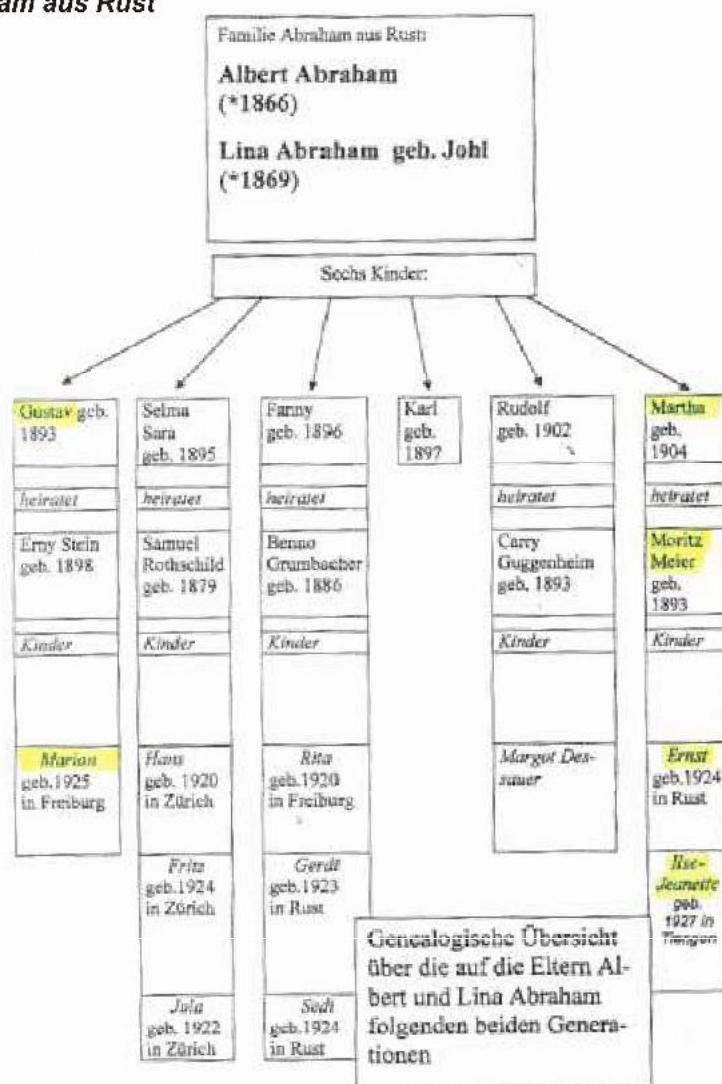 am aus Rust
Familie Abraham aus Rust:
Albert Abraham
(*1866)
Lina Abraham geb. Johl
(*1869)
Sechs Kinder:
Gustav geb.
1893
heiratet
Erny Stein
geb. 1898
Kinder
Marion
geb.1925
in Freiburg
Selma
Sara
geb. 1895
heiratet
Samuel
Rothschild
geb. 1879
Kinder
Hans
geb. 1920
in Zürich
Fritz
geb.1924
in Zürich
Jula
geb. 1922
in Zürich
Fanny
geb. 1896
heiratet
Benno
Grumbacher
geb. 1886
Kinder
Rita
geb.1920
in Freiburg
Gerdt
geb.1923
in Rust
Sedi
geb.1924
in Rust
Karl
geb.
1897
Rudolf
geb. 1902
heiratet
Carry
Guggenheim
geb. 1893
Kinder
Margot Des-
sauer
Martha
geb.
1904
heiratet
Moritz
Meier
geb.
1893
Kinder
Ernst
geb.1924
in Rust
Ilse-
Jeanette
geb.
1927 in
Tiengen
Genealogische Übersicht
über die auf die Eltern Al-
bert und Lina Abraham
folgenden beiden Genera-
tionen